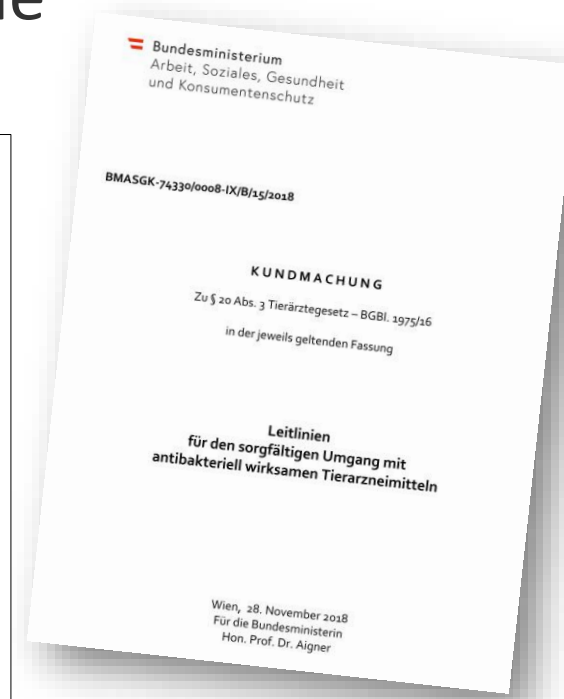 Bundesministerium
Arbeit, Soziales, Gesundheit
und Konsumentenschutz
BMASGK-74330/0008-IX/B/15/2018
KUNDMACHUNG
Zu § 20 Abs. 3 Tierärztegesetz – BGBl. 1975/16
in der jeweils geltenden Fassung
Leitlinien
für den sorgfältigen Umgang mit
antibakteriell wirksamen Tierarzneimitteln
Wien, 28. November 2018
Für die Bundesministerin
Hon. Prof. Dr. Aigner